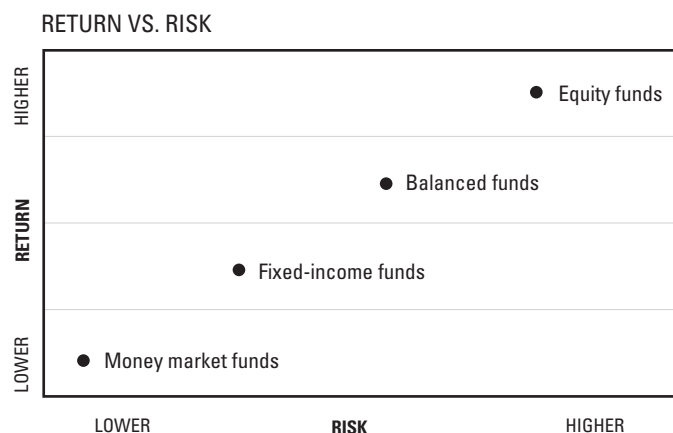 RETURN VS. RISK
HIGHER
Equity funds
Balanced funds
RETURN
Fixed-income funds
LOWER
Money market funds
LOWER
RISK
HIGHER